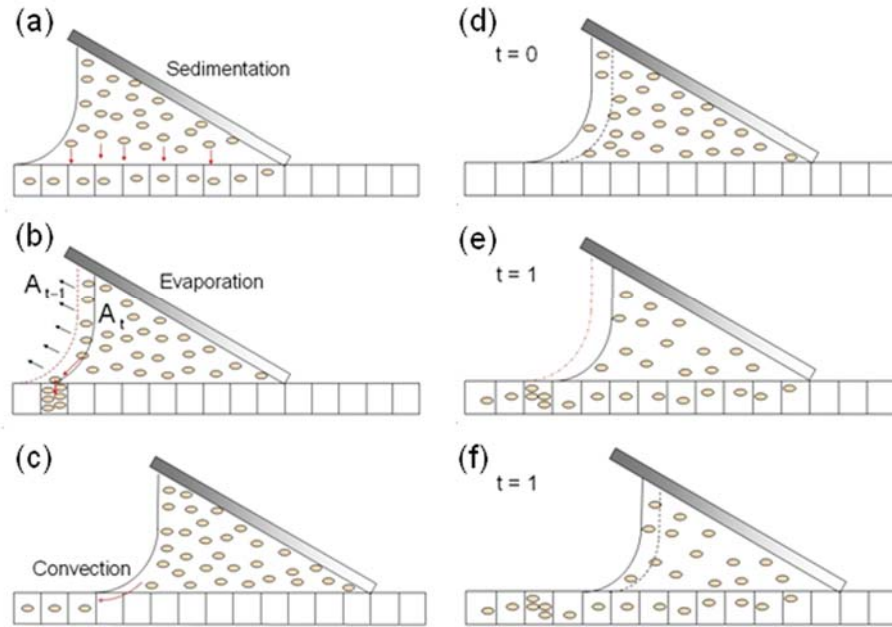 (a)
Sedimentation
(b)
Evaporation
A t–1
A t
(c)
Convection
(d)
t = 0
(e)
t = 1
(f)
t = 1